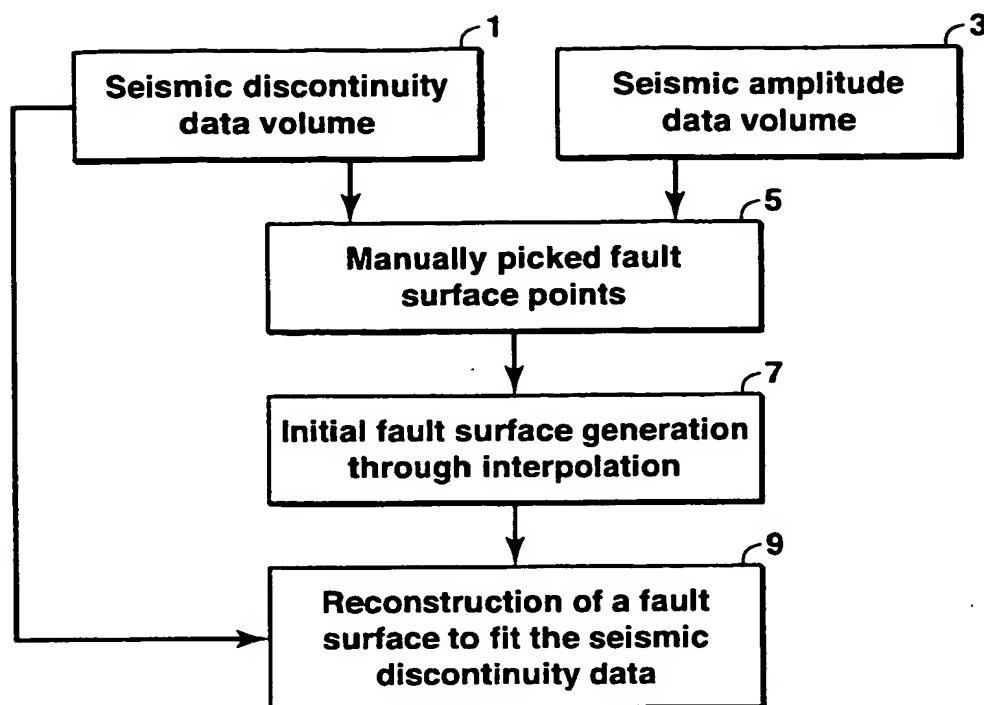 1
Seismic discontinuity
data volume
3
Seismic amplitude
data volume
5
Manually picked fault
surface points
7
Initial fault surface generation
through interpolation
9
Reconstruction of a fault
surface to fit the seismic
discontinuity data